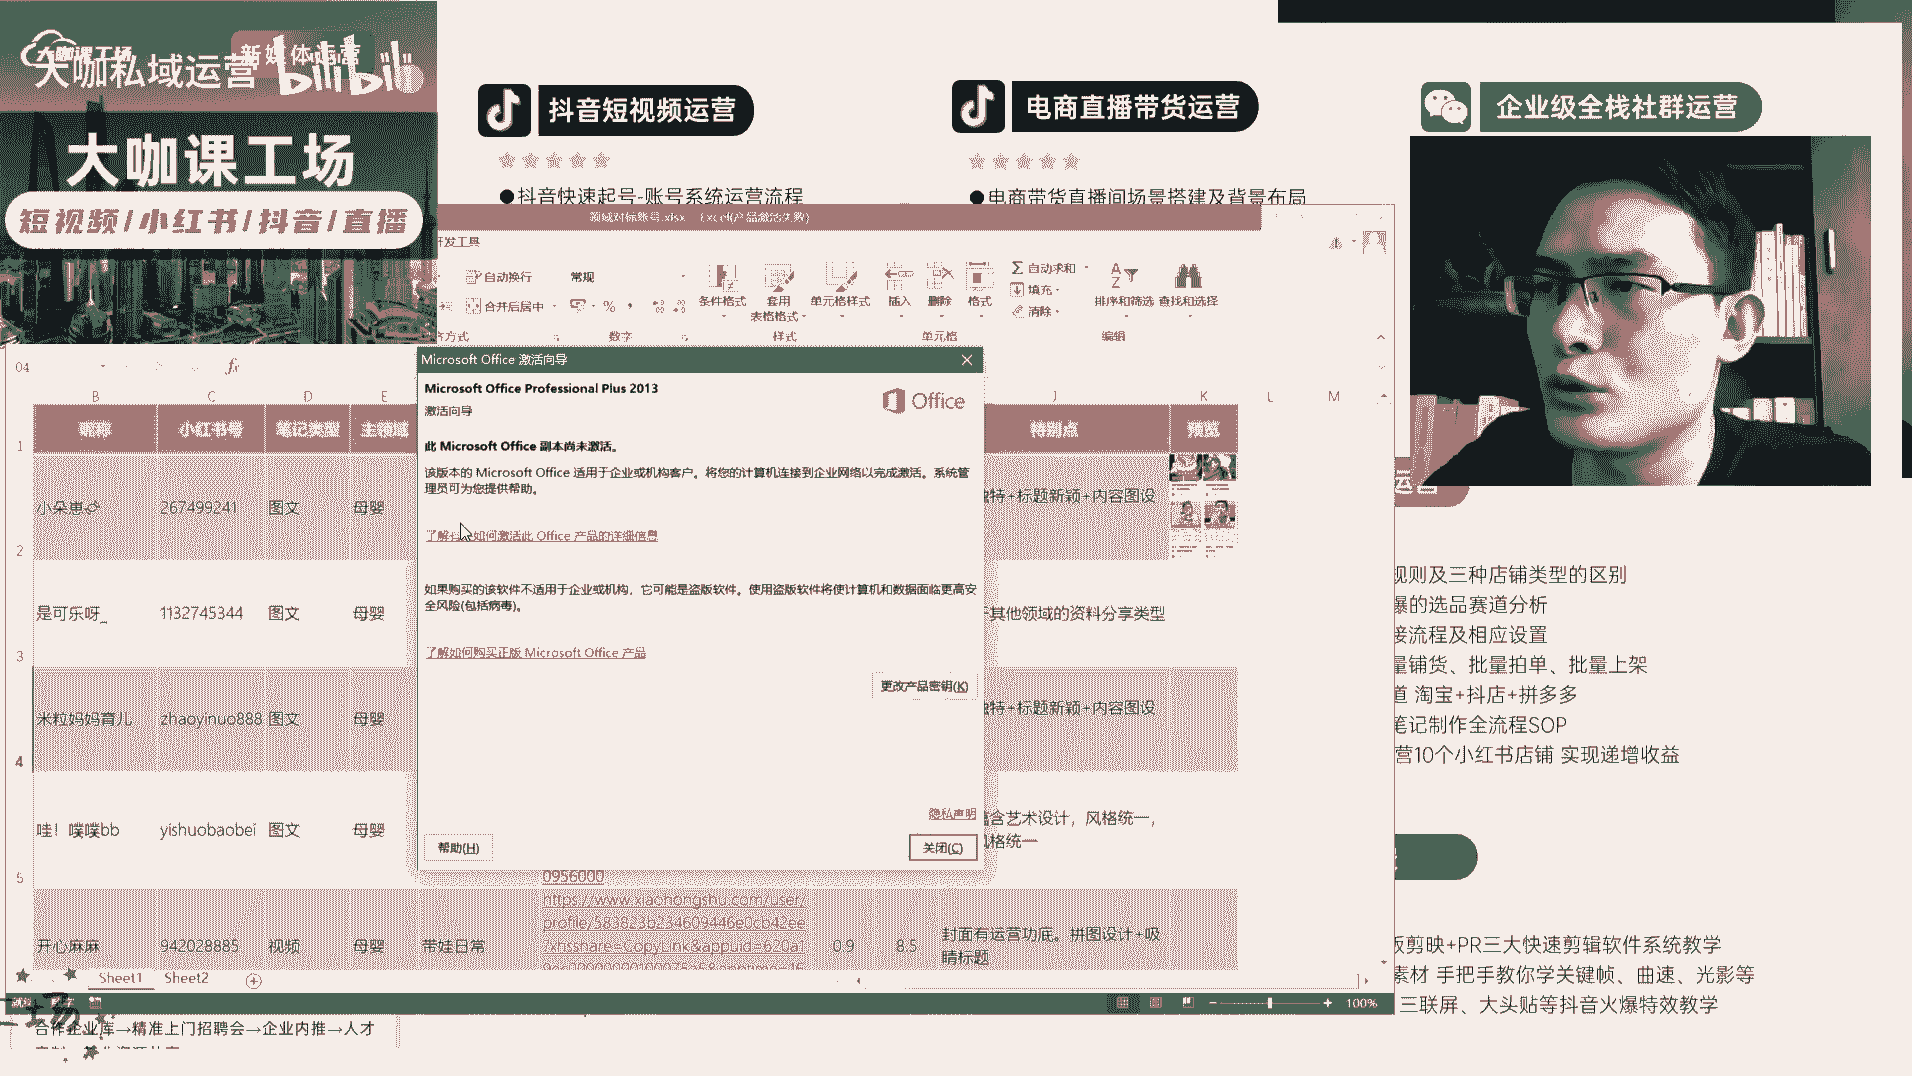 大咖课工场
大咖私域运营
新媒体运营
bilibili
大咖课工场
短视频/小红书/抖音/直播
抖音短视频运营
●抖音快速起号-账号系统运营流程
电商直播带货运营
●电商带货直播间场景搭建及背景布局
企业级全栈社群运营
领域对标账号.xlsx - Excel(产品激活失败)
开发工具
自动换行
常规
合并后居中
%
条件格式
套用
表格格式
单元格样式
插入
删除
格式
自动求和
填充
清除
排序和筛选
查找和选择
数字
样式
单元格
编辑
O4
fx
B C D E J K L M
昵称 小红书号 笔记类型 主领域 特别点 预览
1
267499241 图文 母婴
独特+标题新颖+内容图设
2
是可乐呀_ 1132745344 图文 母婴
其他领域的资料分享类型
3
米粒妈妈育儿 zhaoyinuo888 图文 母婴
独特+标题新颖+内容图设
4
哇！噗噗bb yishuobaobei 图文 母婴
含艺术设计，风格统一，
风格统一
5
0956000
https://www.xiaohongshu.com/user/
profile/583823b234609446e0cb42ee
?xhsshare=CopyLink&appuid=620a1
开心麻麻 942028885 视频 母婴 带娃日常 0.9 8.5
封面有运营功底。拼图设计+吸
睛标题
Sheet1 Sheet2
100%
Microsoft Office 激活向导
Microsoft Office Professional Plus 2013
Office
激活向导
此 Microsoft Office 副本尚未激活。
该版本的 Microsoft Office 适用于企业或机构客户。将您的计算机连接到企业网络以完成激活。系统管
理员可为您提供帮助。
如何激活此 Office 产品的详细信息
如果购买的该软件不适用于企业或机构，它可能是盗版软件。使用盗版软件将使计算机和数据面临更高安
全风险(包括病毒)。
了解如何购买正版 Microsoft Office 产品
更改产品密钥(K)
隐私声明
帮助(H)
关闭(C)
规则及三种店铺类型的区别
爆的选品赛道分析
接流程及相应设置
量铺货、批量拍单、批量上架
道 淘宝+抖店+拼多多
笔记制作全流程SOP
营10个小红书店铺 实现递增收益
版剪映+PR三大快速剪辑软件系统教学
素材 手把手教你学关键帧、曲速、光影等
三联屏、大头贴等抖音火爆特效教学
合作企业库→精准上门招聘会→企业内推→人才